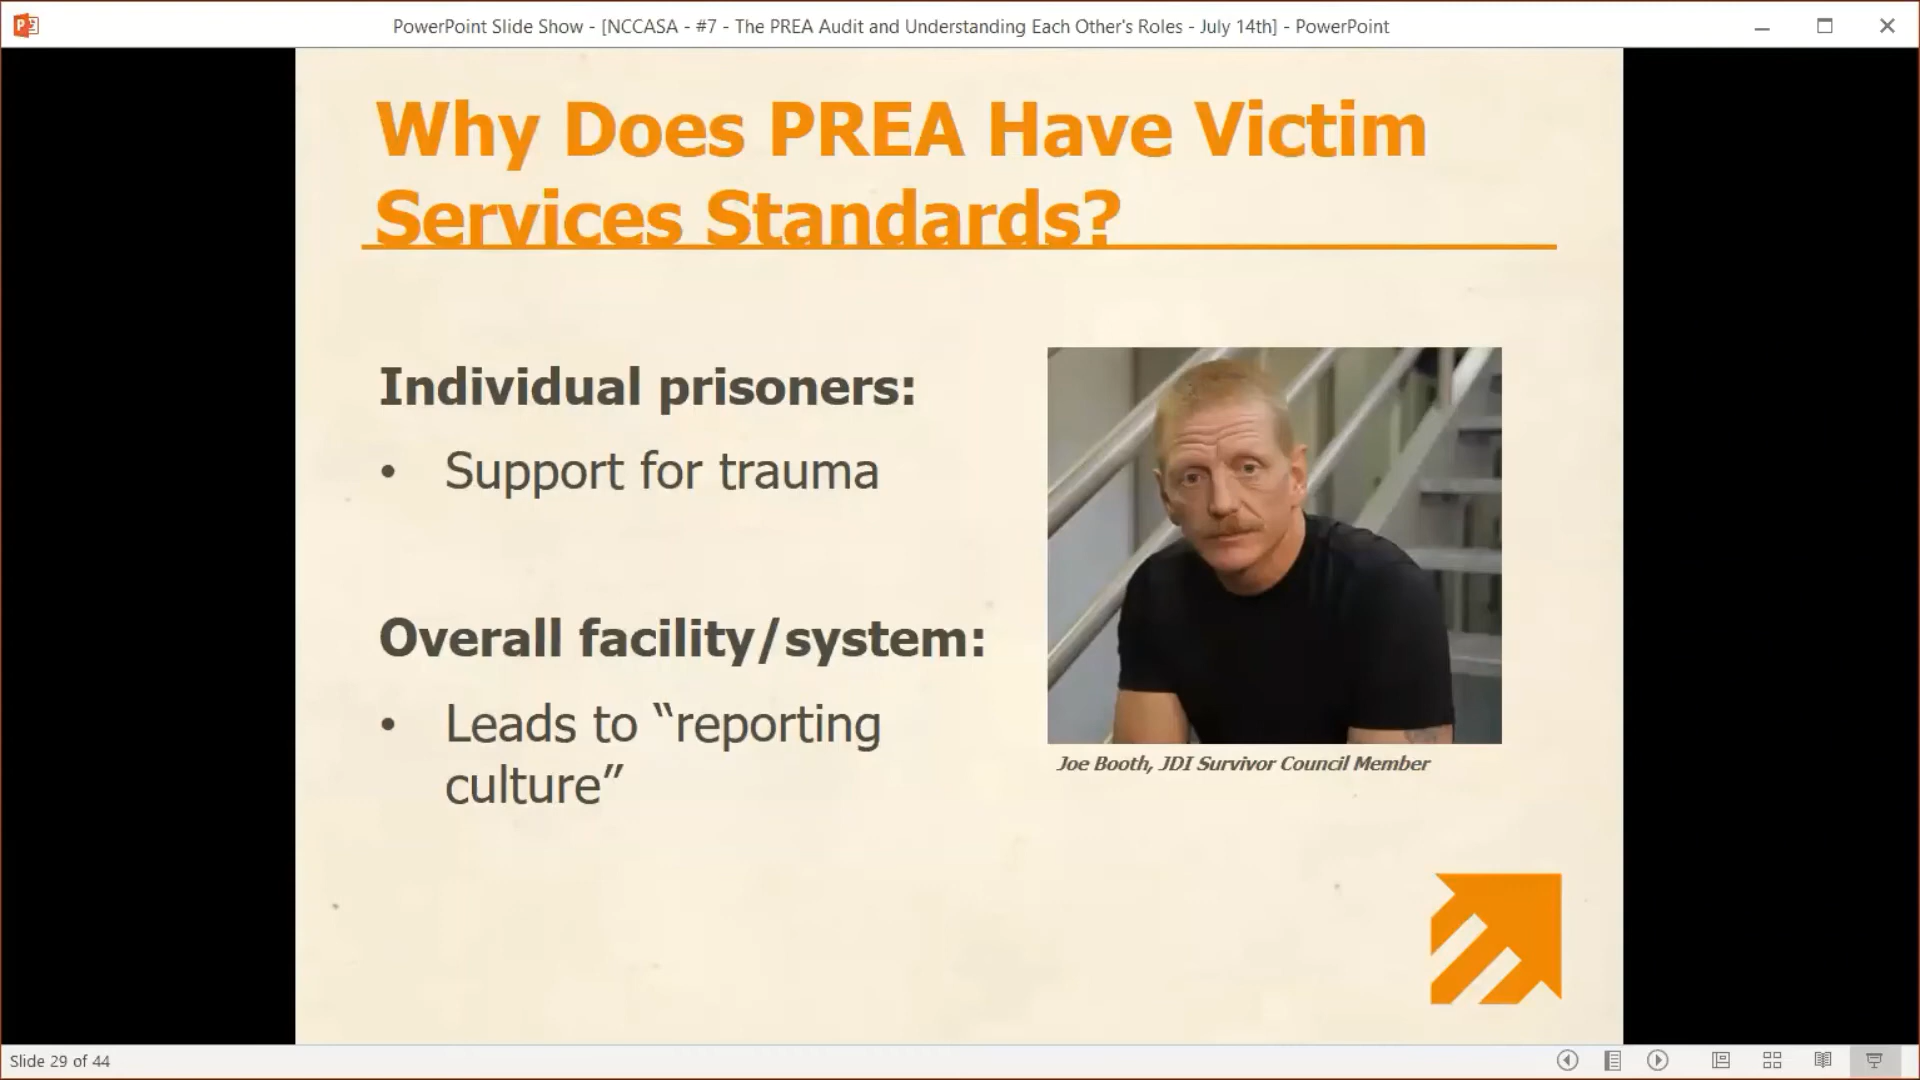 PowerPoint Slide Show - [NCCASA - #7 - The PREA Audit and Understanding Each Other's Roles - July 14th] - PowerPoint
Why Does PREA Have Victim
Services Standards?
Individual prisoners:
• Support for trauma
Overall facility/system:
• Leads to “reporting
culture”
Joe Booth, JDI Survivor Council Member
Slide 29 of 44